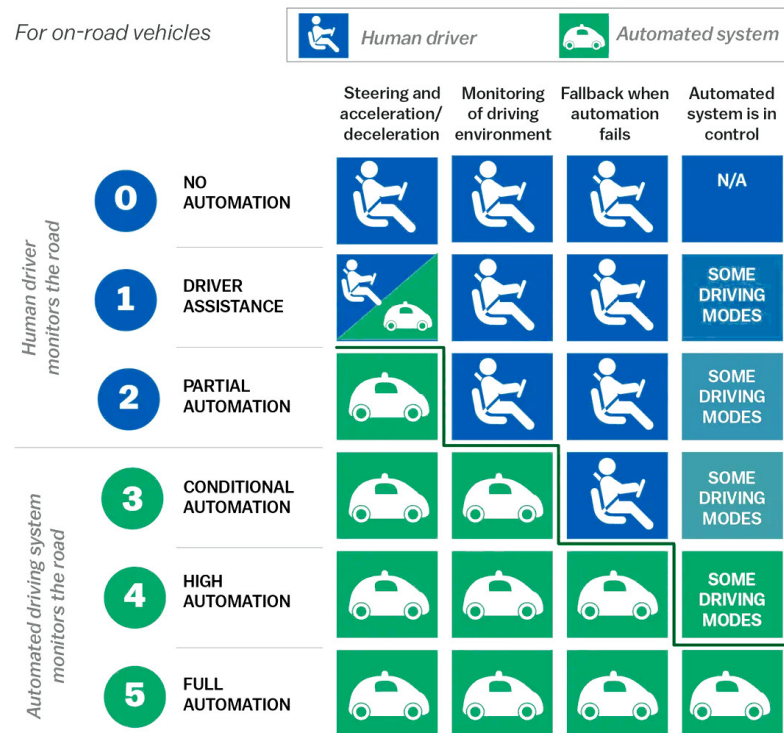 For on-road vehicles
Human driver
Automated system
Steering and
acceleration/
deceleration
Monitoring
of driving
environment
Fallback when
automation
fails
Automated
system is in
control
Human driver
monitors the road
0
NO
AUTOMATION
N/A
1
DRIVER
ASSISTANCE
SOME
DRIVING
MODES
2
PARTIAL
AUTOMATION
SOME
DRIVING
MODES
Automated driving system
monitors the road
3
CONDITIONAL
AUTOMATION
SOME
DRIVING
MODES
4
HIGH
AUTOMATION
SOME
DRIVING
MODES
5
FULL
AUTOMATION